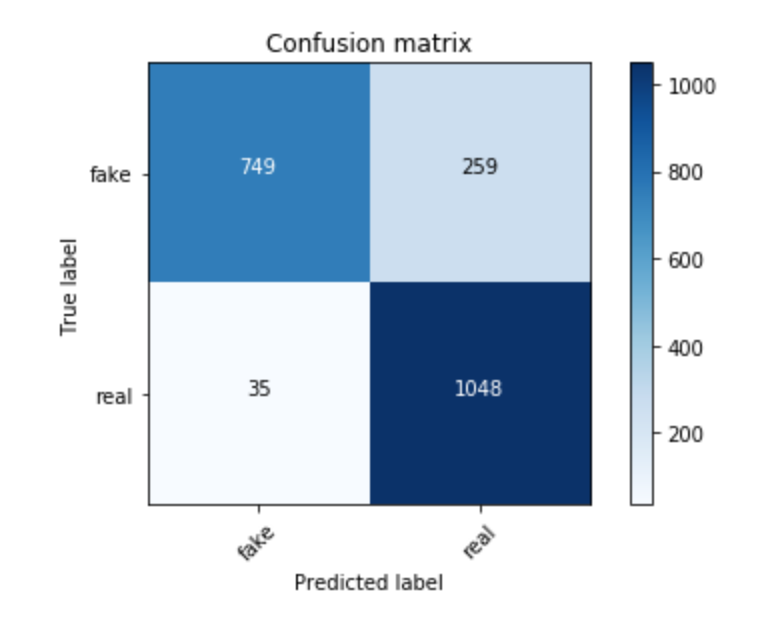 Confusion matrix
True label
fake
749
259
real
35
1048
fake
real
Predicted label
1000
800
600
400
200